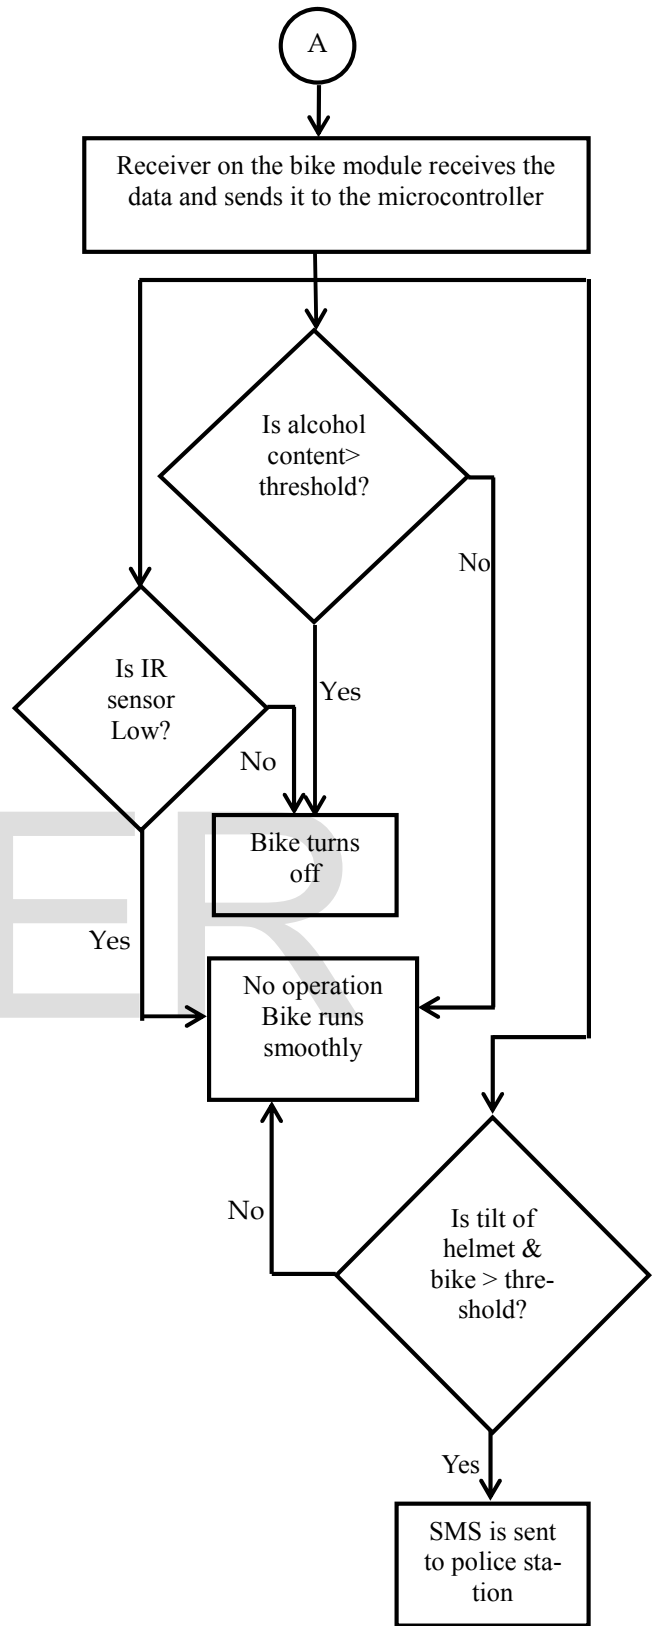 A
Receiver on the bike module receives the
data and sends it to the microcontroller
Is alcohol
content>
threshold?
No
Yes
Is IR
sensor
Low?
No
Bike turns
off
Yes
No operation
Bike runs
smoothly
No
Is tilt of
helmet &
bike > thre-
shold?
Yes
SMS is sent
to police sta-
tion
ER